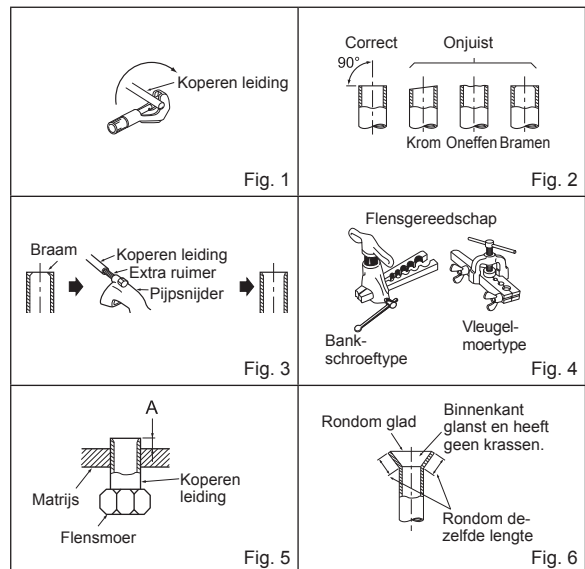 Koperen leiding
Fig. 1
Correct
Onjuist
90°
Krom
Oneffen
Bramen
Fig. 2
Braam
Koperen leiding
Extra ruimer
Pijpsnijder
Fig. 3
Flensgereedschap
Bank-
schroeftype
Vleugel-
moertype
Fig. 4
A
Matrijs
Koperen
leiding
Flensmoer
Fig. 5
Rondom glad
Binnenkant
glanst en heeft
geen krassen.
Rondom de-
zelfde lengte
Fig. 6